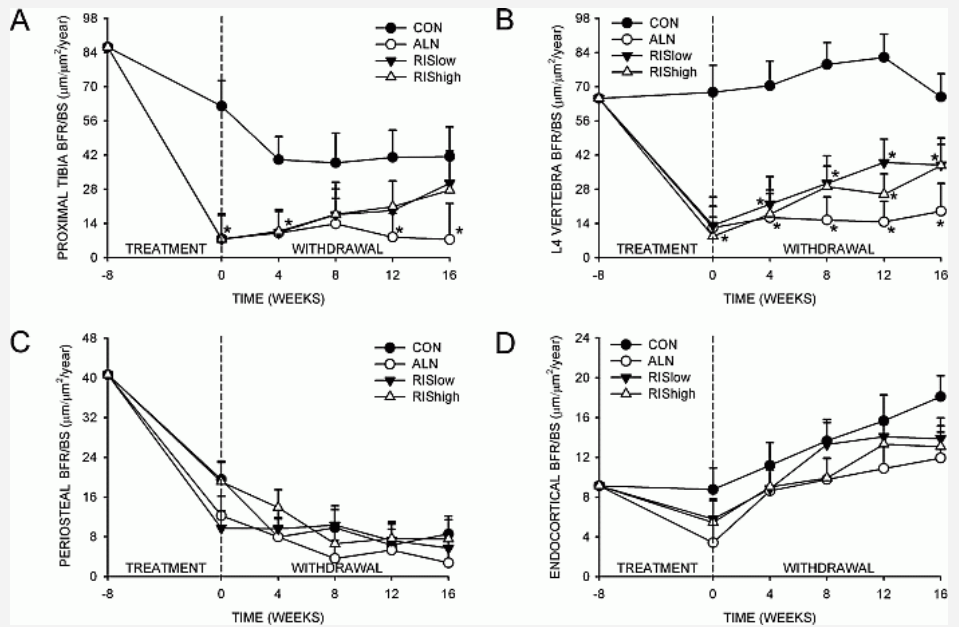 A
PROXIMAL TIBIA BFR/BS (μm/μm²/year)
98
84
70
56
42
28
14
0
CON
ALN
RISlow
RIShigh
*
*
*
*
TREATMENT
WITHDRAWAL
-8
0
4
8
12
16
TIME (WEEKS)
B
L4 VERTEBRA BFR/BS (μm/μm²/year)
98
84
70
56
42
28
14
0
CON
ALN
RISlow
RIShigh
*
*
*
*
*
*
*
*
*
*
TREATMENT
WITHDRAWAL
-8
0
4
8
12
16
TIME (WEEKS)
C
PERIOSTEAL BFR/BS (μm/μm²/year)
48
40
32
24
16
8
0
CON
ALN
RISlow
RIShigh
TREATMENT
WITHDRAWAL
-8
0
4
8
12
16
TIME (WEEKS)
D
ENDOCORTICAL BFR/BS (μm/μm²/year)
24
20
16
12
8
4
0
CON
ALN
RISlow
RIShigh
TREATMENT
WITHDRAWAL
-8
0
4
8
12
16
TIME (WEEKS)